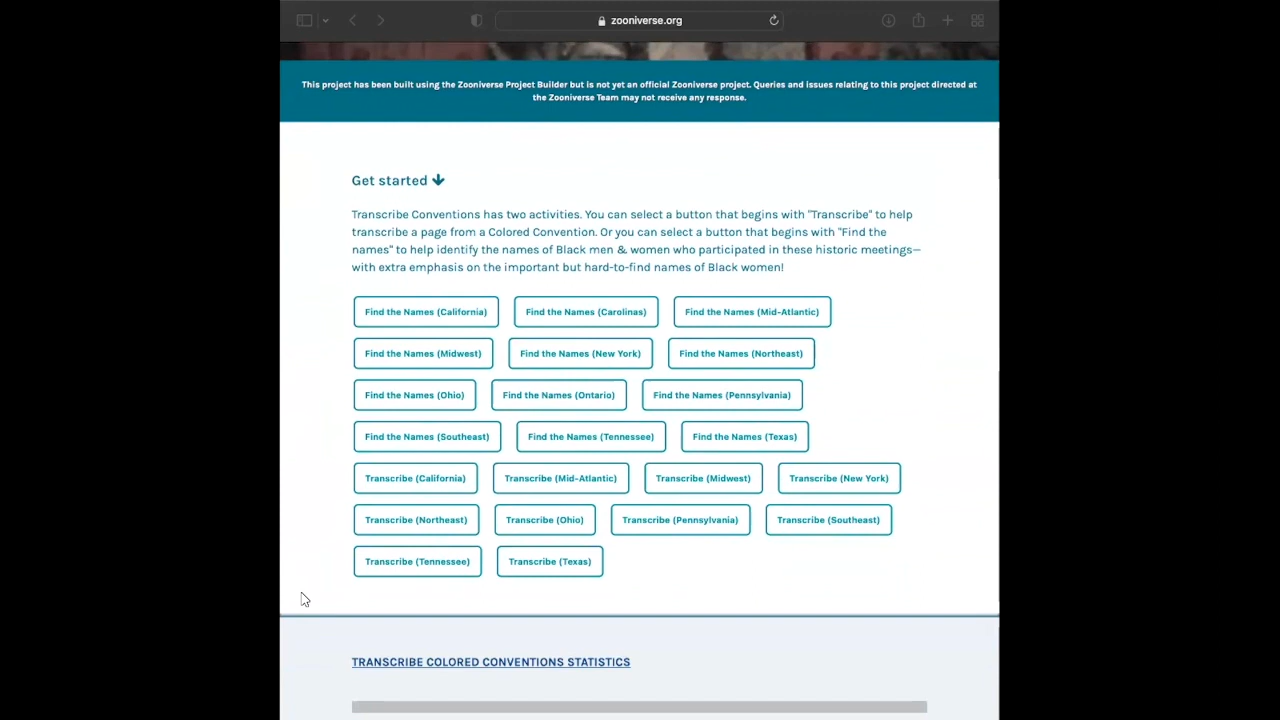 zooniverse.org
This project has been built using the Zooniverse Project Builder but is not yet an official Zooniverse project. Queries and issues relating to this project directed at
the Zooniverse Team may not receive any response.
Get started
Transcribe Conventions has two activities. You can select a button that begins with "Transcribe" to help
transcribe a page from a Colored Convention. Or you can select a button that begins with "Find the
names" to help identify the names of Black men & women who participated in these historic meetings—
with extra emphasis on the important but hard-to-find names of Black women!
Find the Names (California) Find the Names (Carolinas) Find the Names (Mid-Atlantic)
Find the Names (Midwest) Find the Names (New York) Find the Names (Northeast)
Find the Names (Ohio) Find the Names (Ontario) Find the Names (Pennsylvania)
Find the Names (Southeast) Find the Names (Tennessee) Find the Names (Texas)
Transcribe (California) Transcribe (Mid-Atlantic) Transcribe (Midwest) Transcribe (New York)
Transcribe (Northeast) Transcribe (Ohio) Transcribe (Pennsylvania) Transcribe (Southeast)
Transcribe (Tennessee) Transcribe (Texas)
TRANSCRIBE COLORED CONVENTIONS STATISTICS